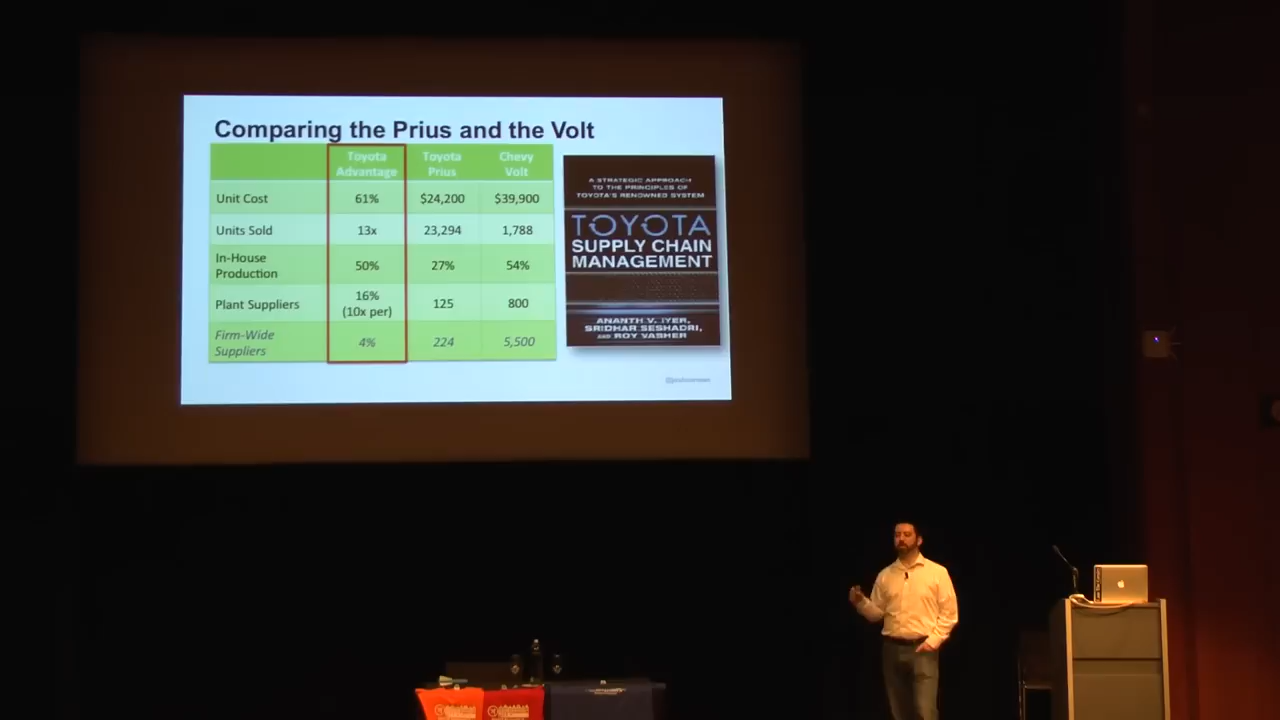 Comparing the Prius and the Volt
Toyota Advantage
Toyota Prius
Chevy Volt
Unit Cost 61% $24,200 $39,900
Units Sold 13x 23,294 1,788
In-House Production 50% 27% 54%
Plant Suppliers 16% (10x per) 125 800
Firm-Wide Suppliers 4% 224 5,500
A STRATEGIC APPROACH
TO THE PRINCIPLES OF
TOYOTA'S RENOWNED SYSTEM
TOYOTA
SUPPLY CHAIN
MANAGEMENT
ANANTH V. IYER,
SRIDHAR SESHADRI,
AND ROY VASHER